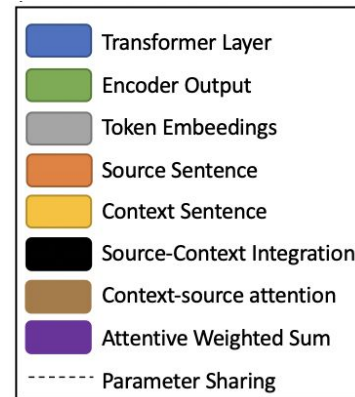 Transformer Layer
Encoder Output
Token Embeedings
Source Sentence
Context Sentence
Source-Context Integration
Context-source attention
Attentive Weighted Sum
Parameter Sharing